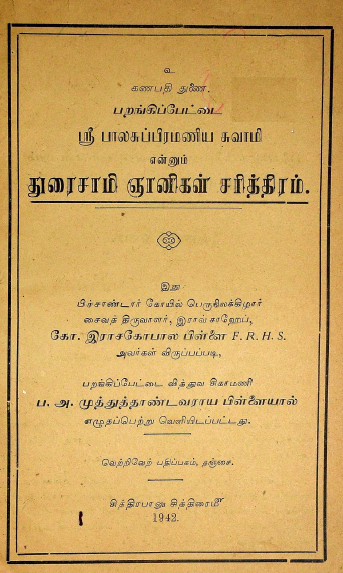 உ
கணபதி துணை.
பறங்கிப்பேட்டை
ஸ்ரீ பாலசுப்பிரமணிய சுவாமி
என்னும்
துரைசாமி ஞானிகள் சரித்திரம்.
இது
பிச்சாண்டார் கோயில் பெருநிலக்கிழார்
சைவத் திருவாளர், இராவ்சாஹேப்,
கோ. இராசகோபால பிள்ளை F. R. H. S.
அவர்கள் விருப்பப்படி,
பறங்கிப்பேட்டை வித்துவ சிகாமணி
ப. அ. முத்துத்தாண்டவராய பிள்ளையால்
எழுதப்பெற்று வெளியிடப்பட்டது.
வெற்றிவேற் பதிப்பகம், தஞ்சை.
சித்திரபானு சித்திரைமீ
1942.